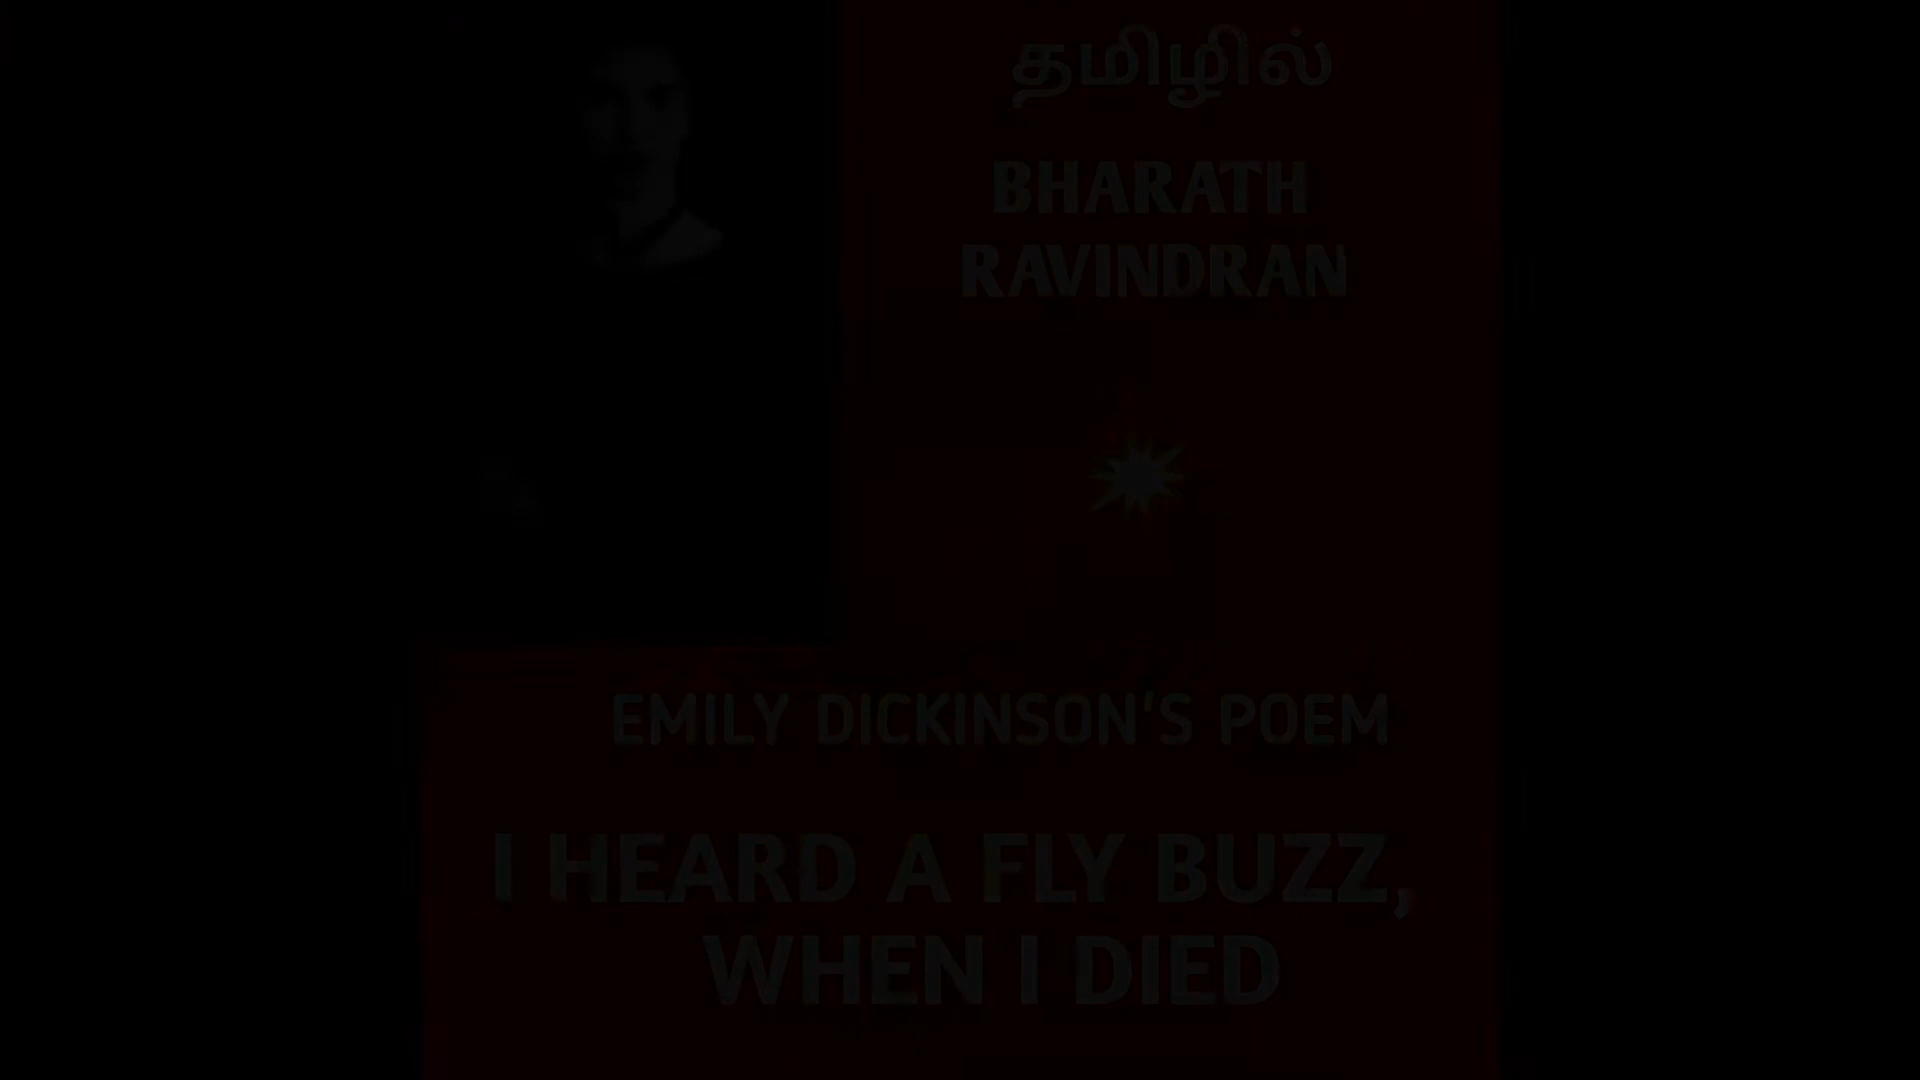 தமிழில்
BHARATH
RAVINDRAN
EMILY DICKINSON'S POEM
I HEARD A FLY BUZZ,
WHEN I DIED